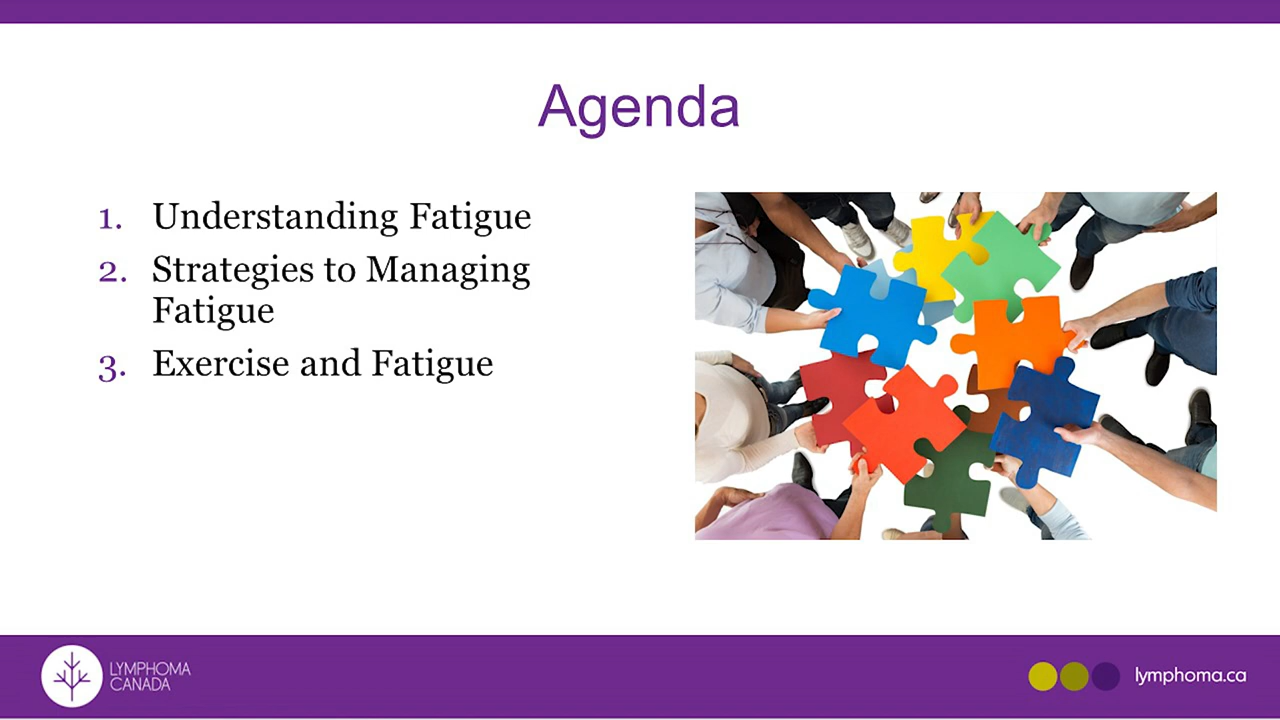 Agenda
1. Understanding Fatigue
2. Strategies to Managing
Fatigue
3. Exercise and Fatigue
LYMPHOMA
CANADA
lymphoma.ca